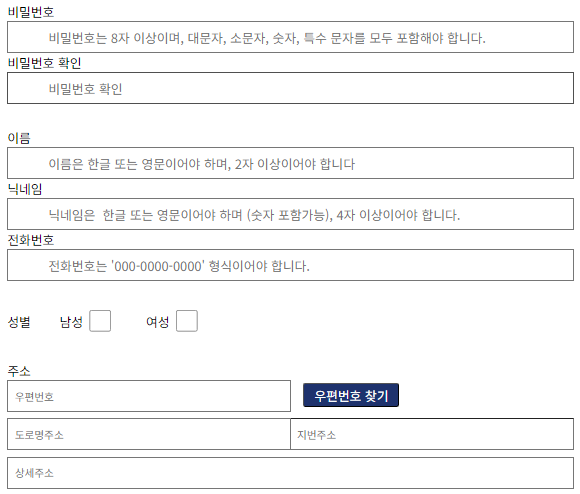 비밀번호
비밀번호는 8자 이상이며, 대문자, 소문자, 숫자, 특수 문자를 모두 포함해야 합니다.
비밀번호 확인
비밀번호 확인
이름
이름은 한글 또는 영문이어야 하며, 2자 이상이어야 합니다
닉네임
닉네임은  한글 또는 영문이어야 하며 (숫자 포함가능), 4자 이상이어야 합니다.
전화번호
전화번호는 '000-0000-0000' 형식이어야 합니다.
성별 남성 여성
주소
우편번호 우편번호 찾기
도로명주소 지번주소
상세주소